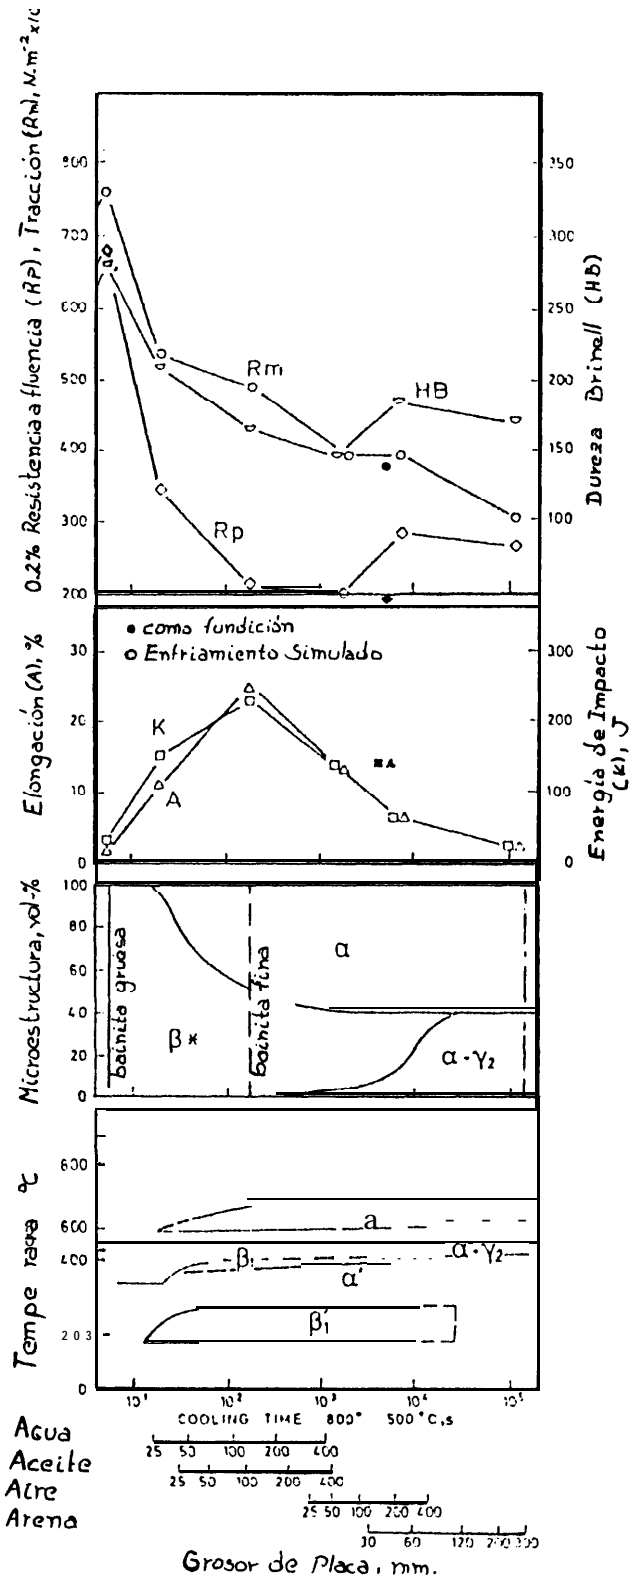 0.2% Resistencia a fluencia (Rp), Tracción (Rm), N.m⁻²
Dureza Brinell (HB)
800
700
600
500
400
300
200
350
300
250
200
150
100
Rm
HB
Rp
Elongación (A), %
Energía de Impacto (K), J
● como fundición
○ Enfriamiento Simulado
30
20
10
0
300
200
100
0
K
A
Microestructura, vol-%
100
80
60
40
20
0
bainita gruesa
β*
bainita fina
α
α-γ₂
°C
600
600
400
203
0
a
β₁
α-γ₂
α'
β₁'
10¹ 10² 10³ 10⁴ 10⁵
COOLING TIME 800° 500°C,s
Agua
25 50 100 200 400
Aceite
25 50 100 200 400
Aire
25 50 100 200 400
Arena
10 60 120 200 300
Grosor de Placa, mm.